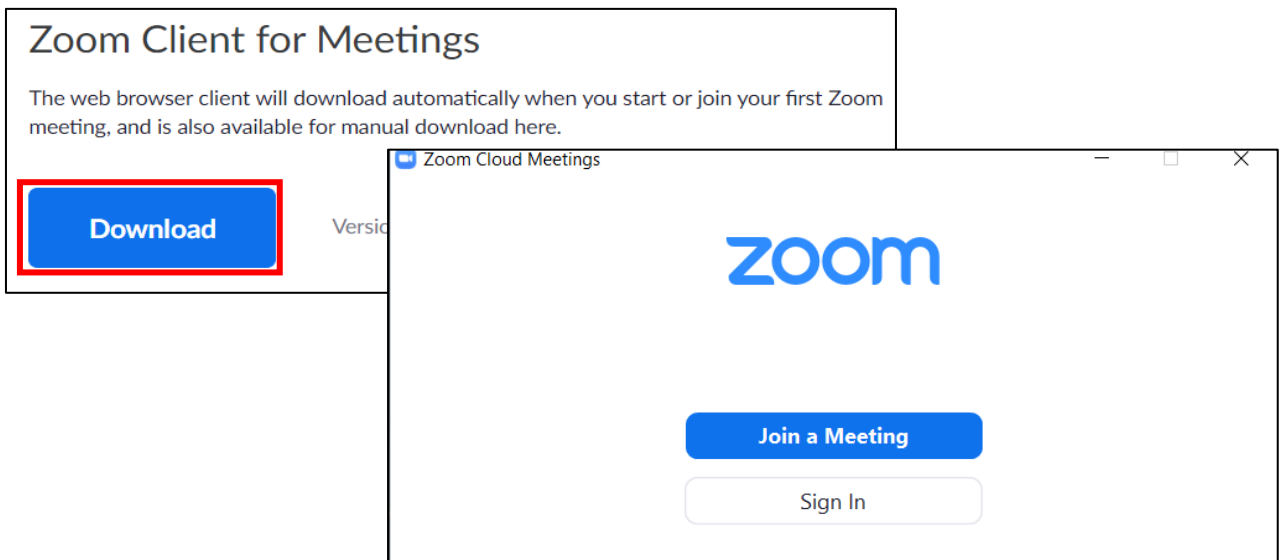 Zoom Client for Meetings
The web browser client will download automatically when you start or join your first Zoom
meeting, and is also available for manual download here.
Download
Zoom Cloud Meetings
zoom
Join a Meeting
Sign In